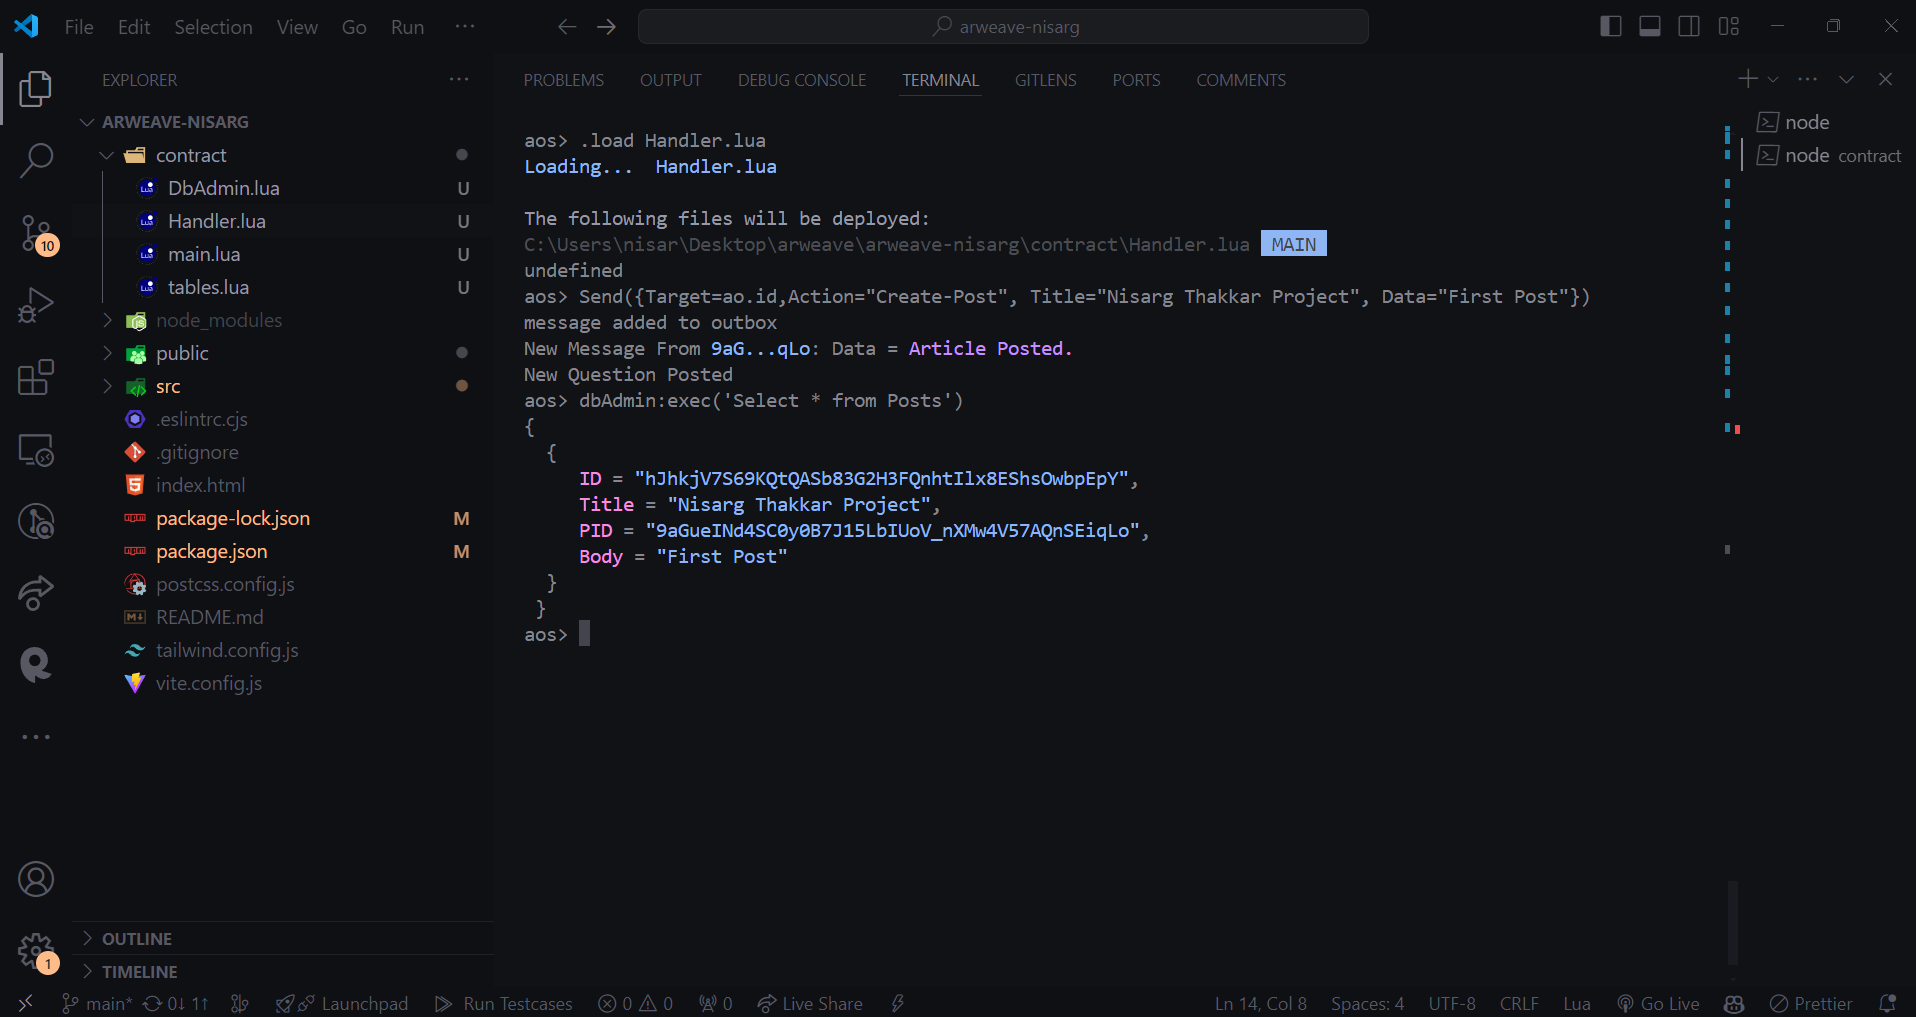 File Edit Selection View Go Run ···
arweave-nisarg
EXPLORER
ARWEAVE-NISARG
contract
DbAdmin.lua U
Handler.lua U
main.lua U
tables.lua U
node_modules
public
src
.eslintrc.cjs
.gitignore
index.html
package-lock.json M
package.json M
postcss.config.js
README.md
tailwind.config.js
vite.config.js
OUTLINE
TIMELINE
10
1
PROBLEMS OUTPUT DEBUG CONSOLE TERMINAL GITLENS PORTS COMMENTS
aos> .load Handler.lua
Loading... Handler.lua
The following files will be deployed:
C:\Users\nisar\Desktop\arweave\arweave-nisarg\contract\Handler.lua MAIN
undefined
aos> Send({Target=ao.id,Action="Create-Post", Title="Nisarg Thakkar Project", Data="First Post"})
message added to outbox
New Message From 9aG...qLo: Data = Article Posted.
New Question Posted
aos> dbAdmin:exec('Select * from Posts')
{
{
ID = "hJhkjV7S69KQtQASb83G2H3FQnhtIlx8EShsOwbpEpY",
Title = "Nisarg Thakkar Project",
PID = "9aGueINd4SC0y0B7J15LbIUoV_nXMw4V57AQnSEiqLo",
Body = "First Post"
}
}
aos>
node
node contract
main* 0↓ 1↑ Launchpad Run Testcases 0 0 0 Live Share Ln 14, Col 8 Spaces: 4 UTF-8 CRLF Lua Go Live Prettier